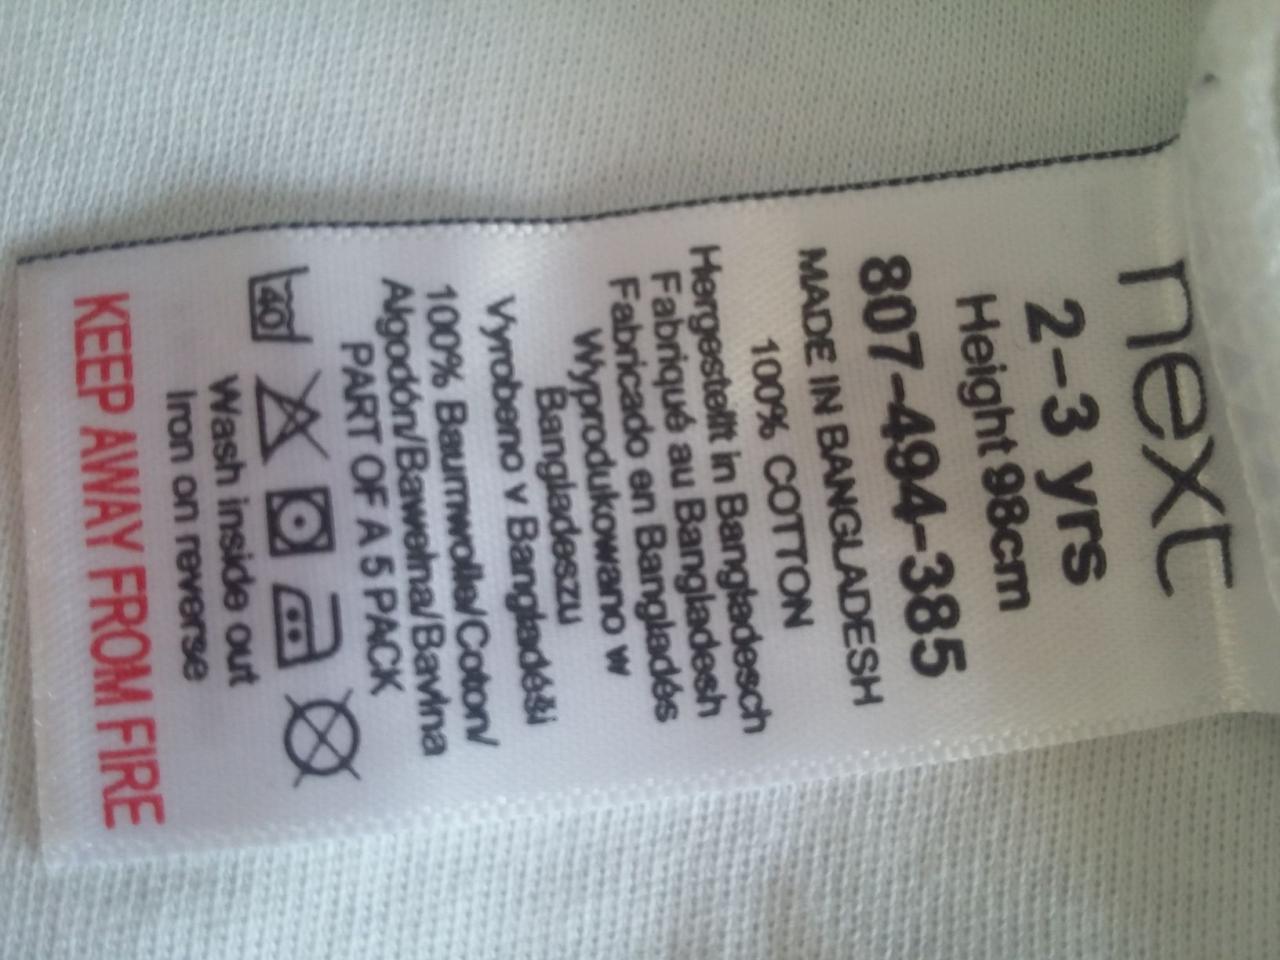 next
2-3 yrs
Height 98cm
807-494-385
MADE IN BANGLADESH
100% COTTON
Hergestellt in Bangladesch
Fabriqué au Bangladesh
Fabricado en Bangladés
Wyprodukowano w
Bangladeszu
Vyrobeno v Bangladéši
100% Baumwolle/Coton/
Algodón/Bawełna/Bavlna
PART OF A 5 PACK
40
Wash inside out
Iron on reverse
KEEP AWAY FROM FIRE